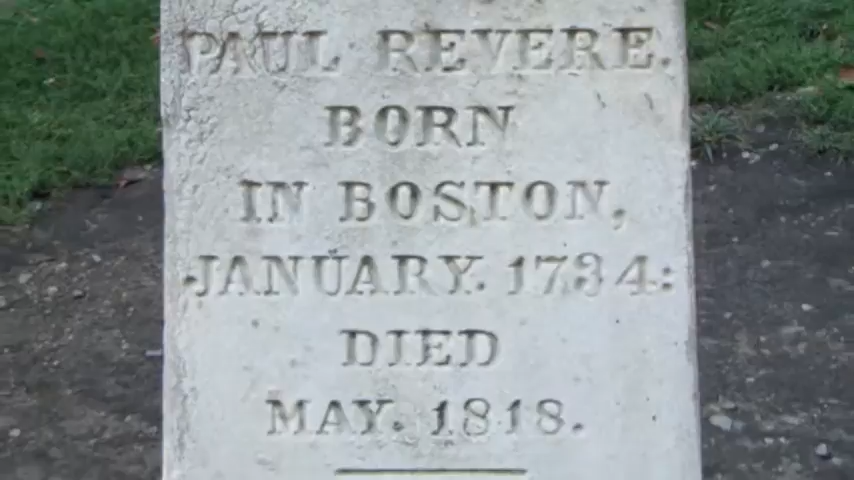 PAUL REVERE.
BORN
IN BOSTON,
JANUARY. 1734:
DIED
MAY. 1818.